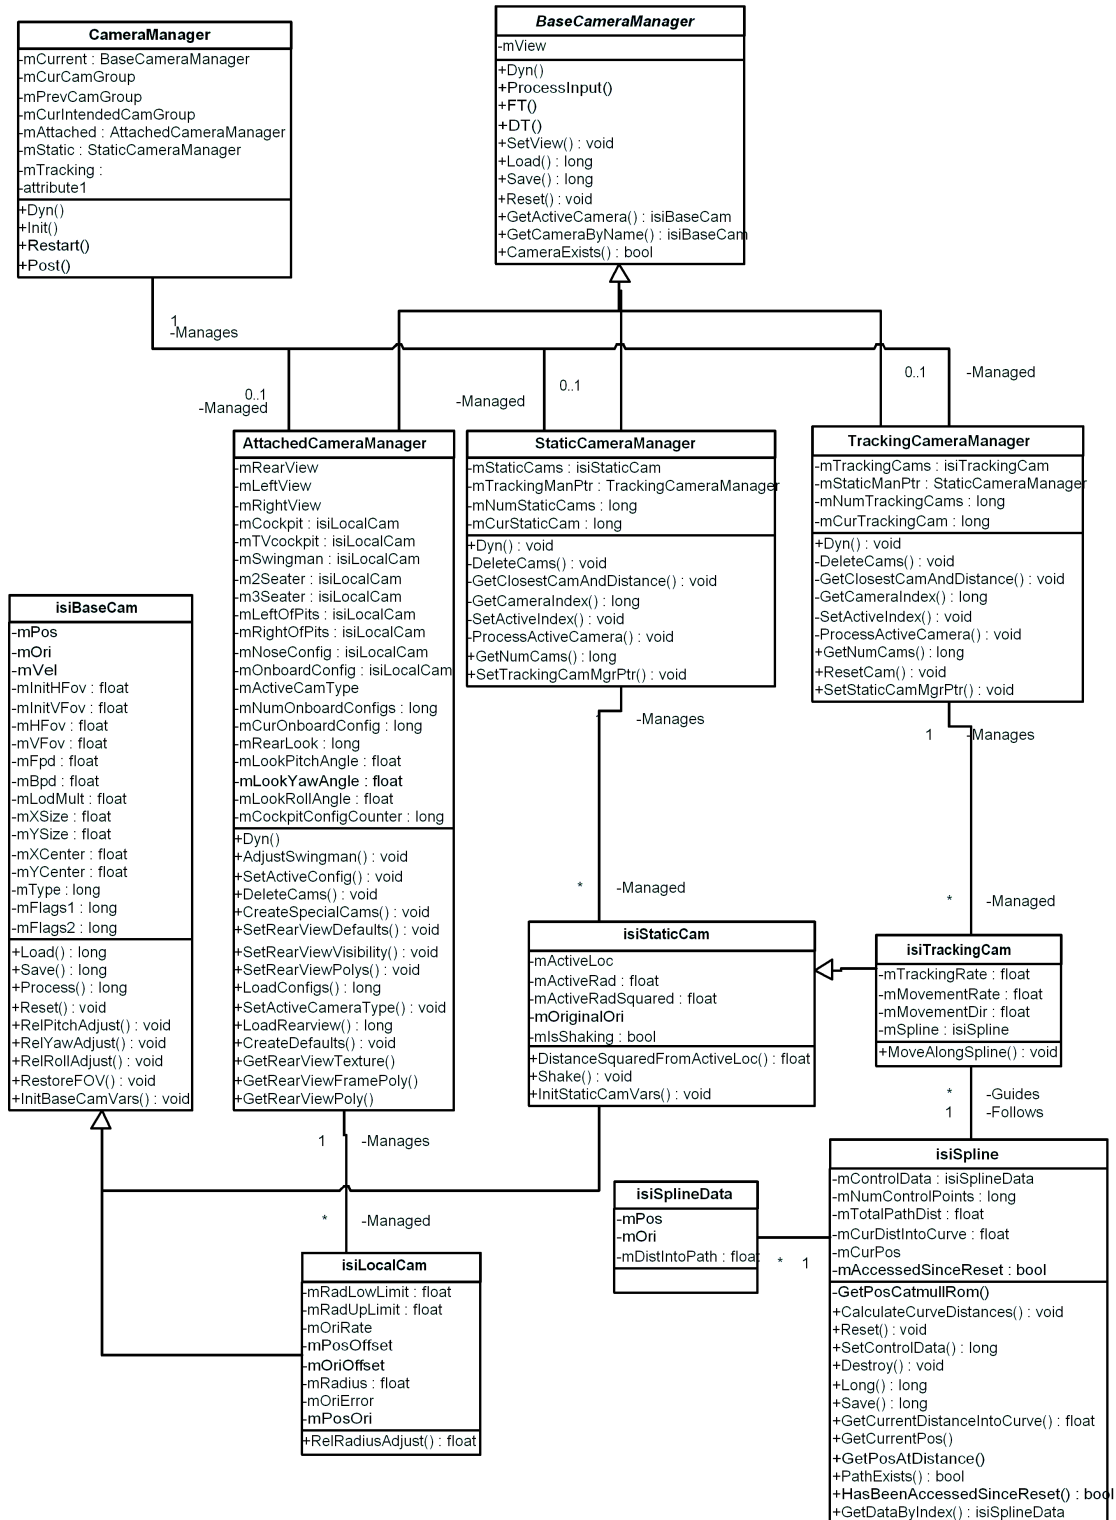 CameraManager
-mCurrent : BaseCameraManager
-mCurCamGroup
-mPrevCamGroup
-mCurIntendedCamGroup
-mAttached : AttachedCameraManager
-mStatic : StaticCameraManager
-mTracking :
-attribute1
+Dyn()
+Init()
+Restart()
+Post()
BaseCameraManager
-mView
+Dyn()
+ProcessInput()
+FT()
+DT()
+SetView() : void
+Load() : long
+Save() : long
+Reset() : void
+GetActiveCamera() : isiBaseCam
+GetCameraByName() : isiBaseCam
+CameraExists() : bool
1
-Manages
0..1
-Managed
-Managed
0..1
0..1
-Managed
AttachedCameraManager
-mRearView
-mLeftView
-mRightView
-mCockpit : isiLocalCam
-mTVcockpit : isiLocalCam
-mSwingman : isiLocalCam
-m2Seater : isiLocalCam
-m3Seater : isiLocalCam
-mLeftOfPits : isiLocalCam
-mRightOfPits : isiLocalCam
-mNoseConfig : isiLocalCam
-mOnboardConfig : isiLocalCam
-mActiveCamType
-mNumOnboardConfigs : long
-mCurOnboardConfig : long
-mRearLook : long
-mLookPitchAngle : float
-mLookYawAngle : float
-mLookRollAngle : float
-mCockpitConfigCounter : long
+Dyn()
+AdjustSwingman() : void
+SetActiveConfig() : void
+DeleteCams() : void
+CreateSpecialCams() : void
+SetRearViewDefaults() : void
+SetRearViewVisibility() : void
+SetRearViewPolys() : void
+LoadConfigs() : long
+SetActiveCameraType() : void
+LoadRearview() : long
+CreateDefaults() : void
+GetRearViewTexture()
+GetRearViewFramePoly()
+GetRearViewPoly()
StaticCameraManager
-mStaticCams : isiStaticCam
-mTrackingManPtr : TrackingCameraManager
-mNumStaticCams : long
-mCurStaticCam : long
+Dyn() : void
-DeleteCams() : void
-GetClosestCamAndDistance() : void
-GetCameraIndex() : long
-SetActiveIndex() : void
-ProcessActiveCamera() : void
+GetNumCams() : long
+SetTrackingCamMgrPtr() : void
TrackingCameraManager
-mTrackingCams : isiTrackingCam
-mStaticManPtr : StaticCameraManager
-mNumTrackingCams : long
-mCurTrackingCam : long
+Dyn() : void
-DeleteCams() : void
-GetClosestCamAndDistance() : void
-GetCameraIndex() : long
-SetActiveIndex() : void
-ProcessActiveCamera() : void
+GetNumCams() : long
+ResetCam() : void
+SetStaticCamMgrPtr() : void
isiBaseCam
-mPos
-mOri
-mVel
-mInitHFov : float
-mInitVFov : float
-mHFov : float
-mVFov : float
-mFpd : float
-mBpd : float
-mLodMult : float
-mXSize : float
-mYSize : float
-mXCenter : float
-mYCenter : float
-mType : long
-mFlags1 : long
-mFlags2 : long
+Load() : long
+Save() : long
+Process() : long
+Reset() : void
+RelPitchAdjust() : void
+RelYawAdjust() : void
+RelRollAdjust() : void
+RestoreFOV() : void
+InitBaseCamVars() : void
-Manages
*
-Managed
1
-Manages
*
-Managed
isiStaticCam
-mActiveLoc
-mActiveRad : float
-mActiveRadSquared : float
-mOriginalOri
-mIsShaking : bool
+DistanceSquaredFromActiveLoc() : float
+Shake() : void
+InitStaticCamVars() : void
isiTrackingCam
-mTrackingRate : float
-mMovementRate : float
-mMovementDir : float
-mSpline : isiSpline
+MoveAlongSpline() : void
*
-Guides
1
-Follows
1
-Manages
*
-Managed
isiLocalCam
-mRadLowLimit : float
-mRadUpLimit : float
-mOriRate
-mPosOffset
-mOriOffset
-mRadius : float
-mOriError
-mPosOri
+RelRadiusAdjust() : float
isiSplineData
-mPos
-mOri
-mDistIntoPath : float
*
1
isiSpline
-mControlData : isiSplineData
-mNumControlPoints : long
-mTotalPathDist : float
-mCurDistIntoCurve : float
-mCurPos
-mAccessedSinceReset : bool
-GetPosCatmullRom()
+CalculateCurveDistances() : void
+Reset() : void
+SetControlData() : long
+Destroy() : void
+Long() : long
+Save() : long
+GetCurrentDistanceIntoCurve() : float
+GetCurrentPos()
+GetPosAtDistance()
+PathExists() : bool
+HasBeenAccessedSinceReset() : bool
+GetDataByIndex() : isiSplineData